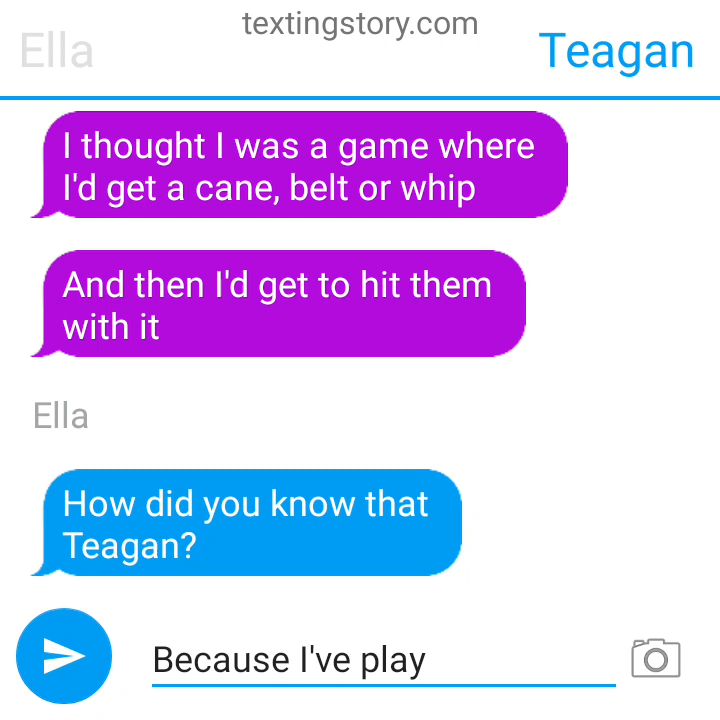 textingstory.com
Ella
Teagan
I thought I was a game where
I'd get a cane, belt or whip
And then I'd get to hit them
with it
Ella
How did you know that
Teagan?
Because I've play